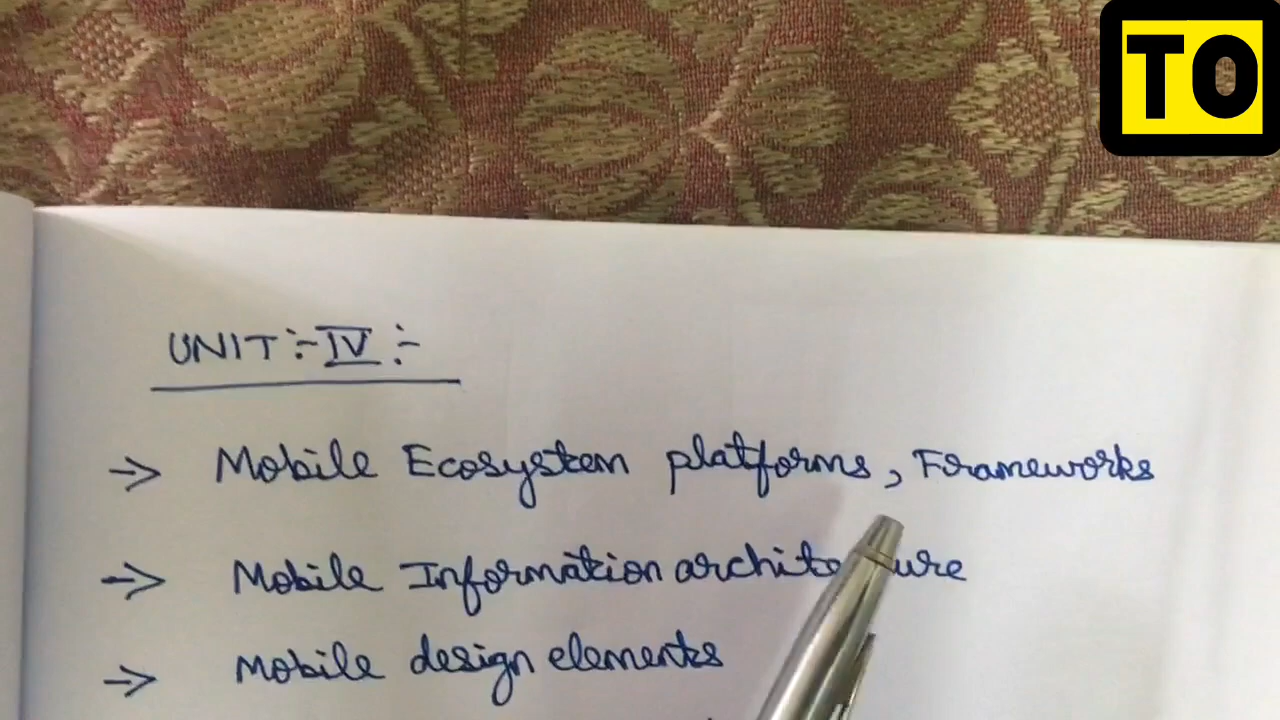 TO
UNIT :- IV :-
→ Mobile Ecosystem platforms, Frameworks
→ Mobile Information architecture
→ Mobile design elements